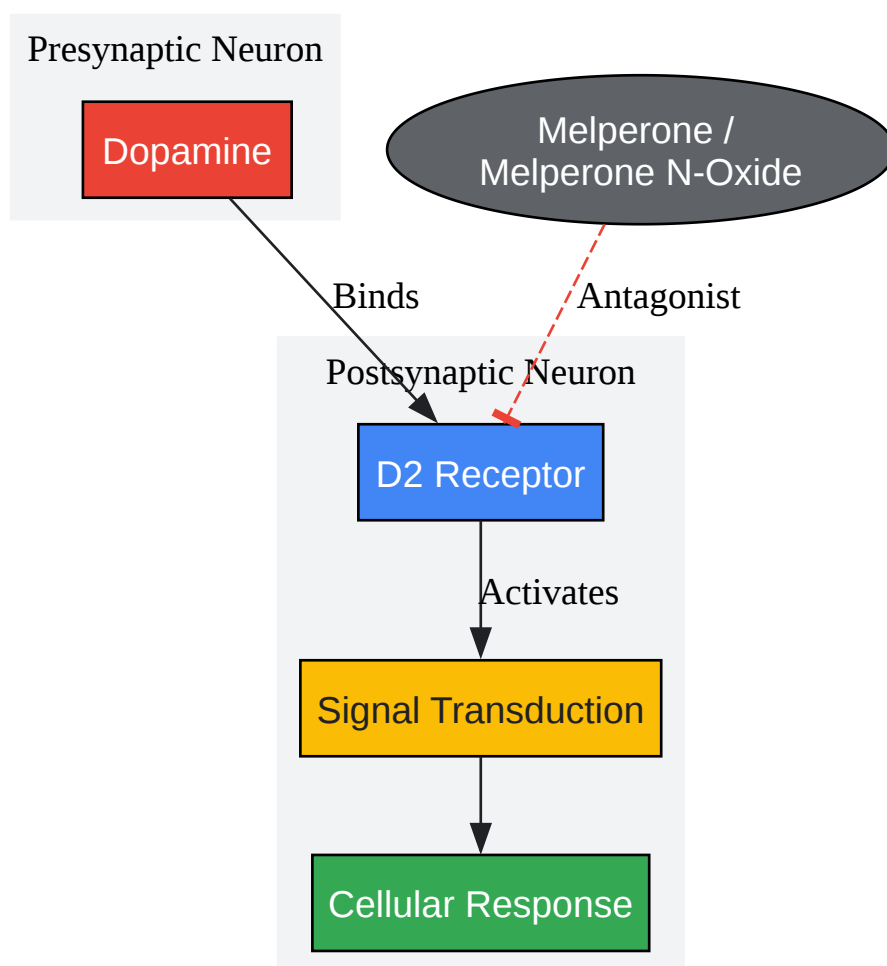 Presynaptic Neuron
Dopamine
Melperone /
Melperone N-Oxide
Binds
Antagonist
Postsynaptic Neuron
D2 Receptor
Activates
Signal Transduction
Cellular Response